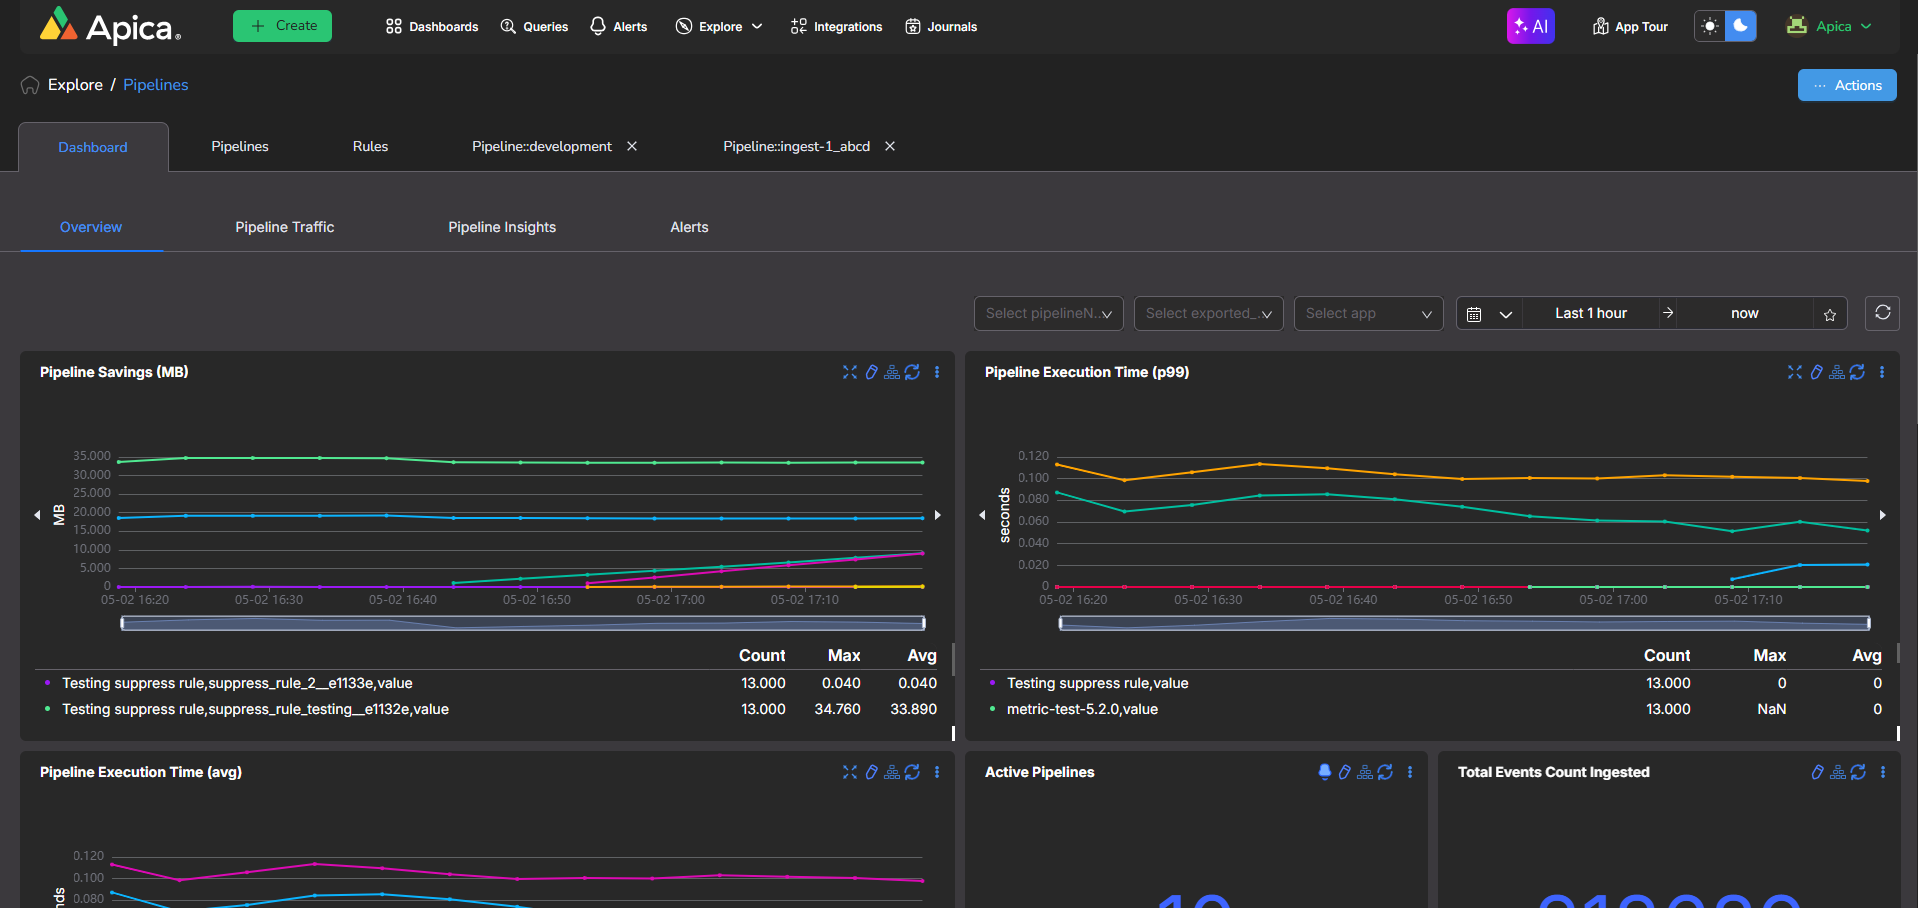 Apica
Create
Dashboards
Queries
Alerts
Explore
Integrations
Journals
AI
App Tour
Apica
Explore / Pipelines
··· Actions
Dashboard
Pipelines
Rules
Pipeline::development
Pipeline::ingest-1_abcd
Overview
Pipeline Traffic
Pipeline Insights
Alerts
Select pipelineN...
Select exported_...
Select app
Last 1 hour
now
Pipeline Savings (MB)
35.000
30.000
25.000
20.000
15.000
10.000
5.000
0
MB
05-02 16:20
05-02 16:30
05-02 16:40
05-02 16:50
05-02 17:00
05-02 17:10
Count Max Avg
Testing suppress rule,suppress_rule_2__e1133e,value 13.000 0.040 0.040
Testing suppress rule,suppress_rule_testing__e1132e,value 13.000 34.760 33.890
Pipeline Execution Time (p99)
0.120
0.100
0.080
0.060
0.040
0.020
0
seconds
05-02 16:20
05-02 16:30
05-02 16:40
05-02 16:50
05-02 17:00
05-02 17:10
Count Max Avg
Testing suppress rule,value 13.000 0 0
metric-test-5.2.0,value 13.000 NaN 0
Pipeline Execution Time (avg)
0.120
0.100
0.080
Active Pipelines
Total Events Count Ingested